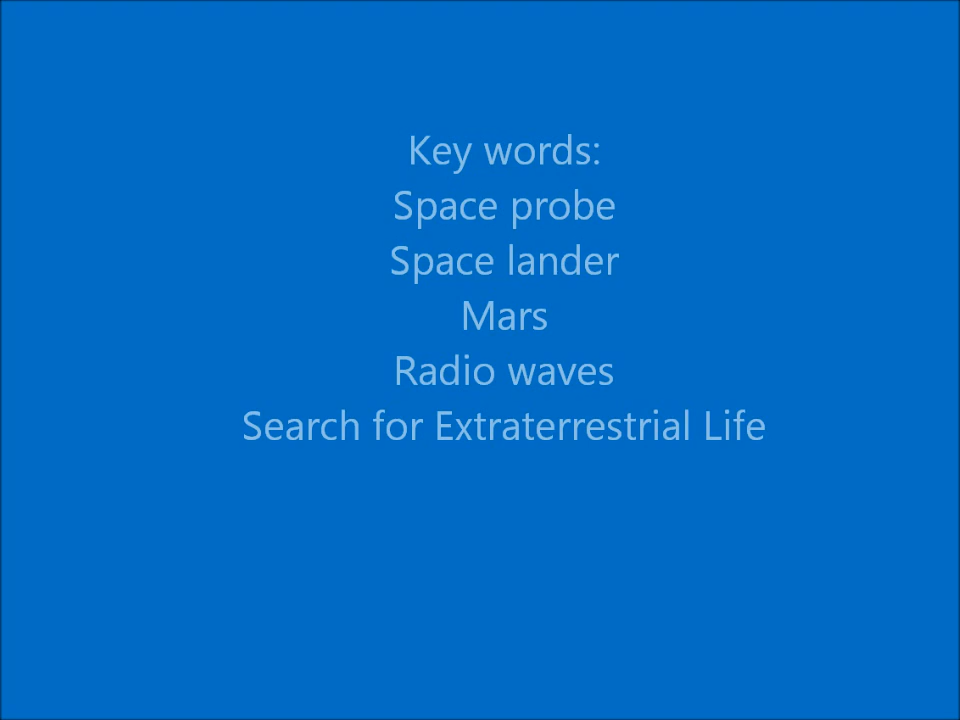 Key words:
Space probe
Space lander
Mars
Radio waves
Search for Extraterrestrial Life